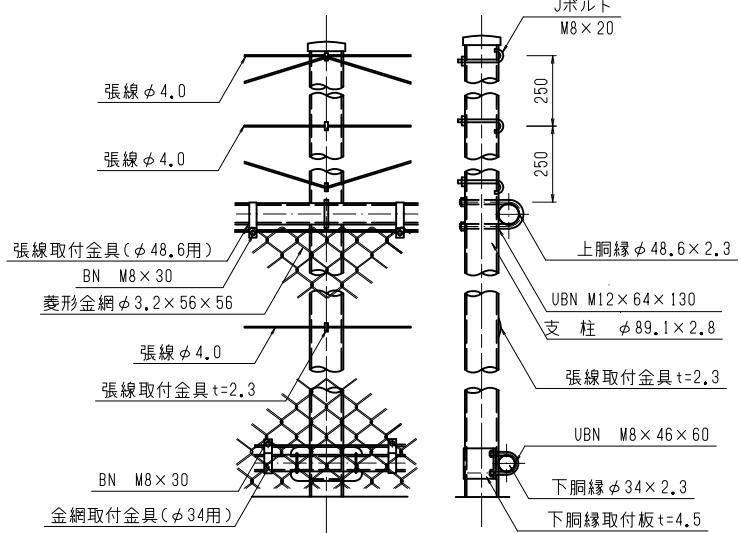 Jボルト
M8×20
張線φ4.0
250
張線φ4.0
250
張線取付金具(φ48.6用)
上胴縁φ48.6×2.3
BN M8×30
菱形金網φ3.2×56×56
UBN M12×64×130
支 柱 φ89.1×2.8
張線φ4.0
張線取付金具t=2.3
張線取付金具t=2.3
UBN M8×46×60
BN M8×30
下胴縁φ34×2.3
金網取付金具(φ34用)
下胴縁取付板t=4.5